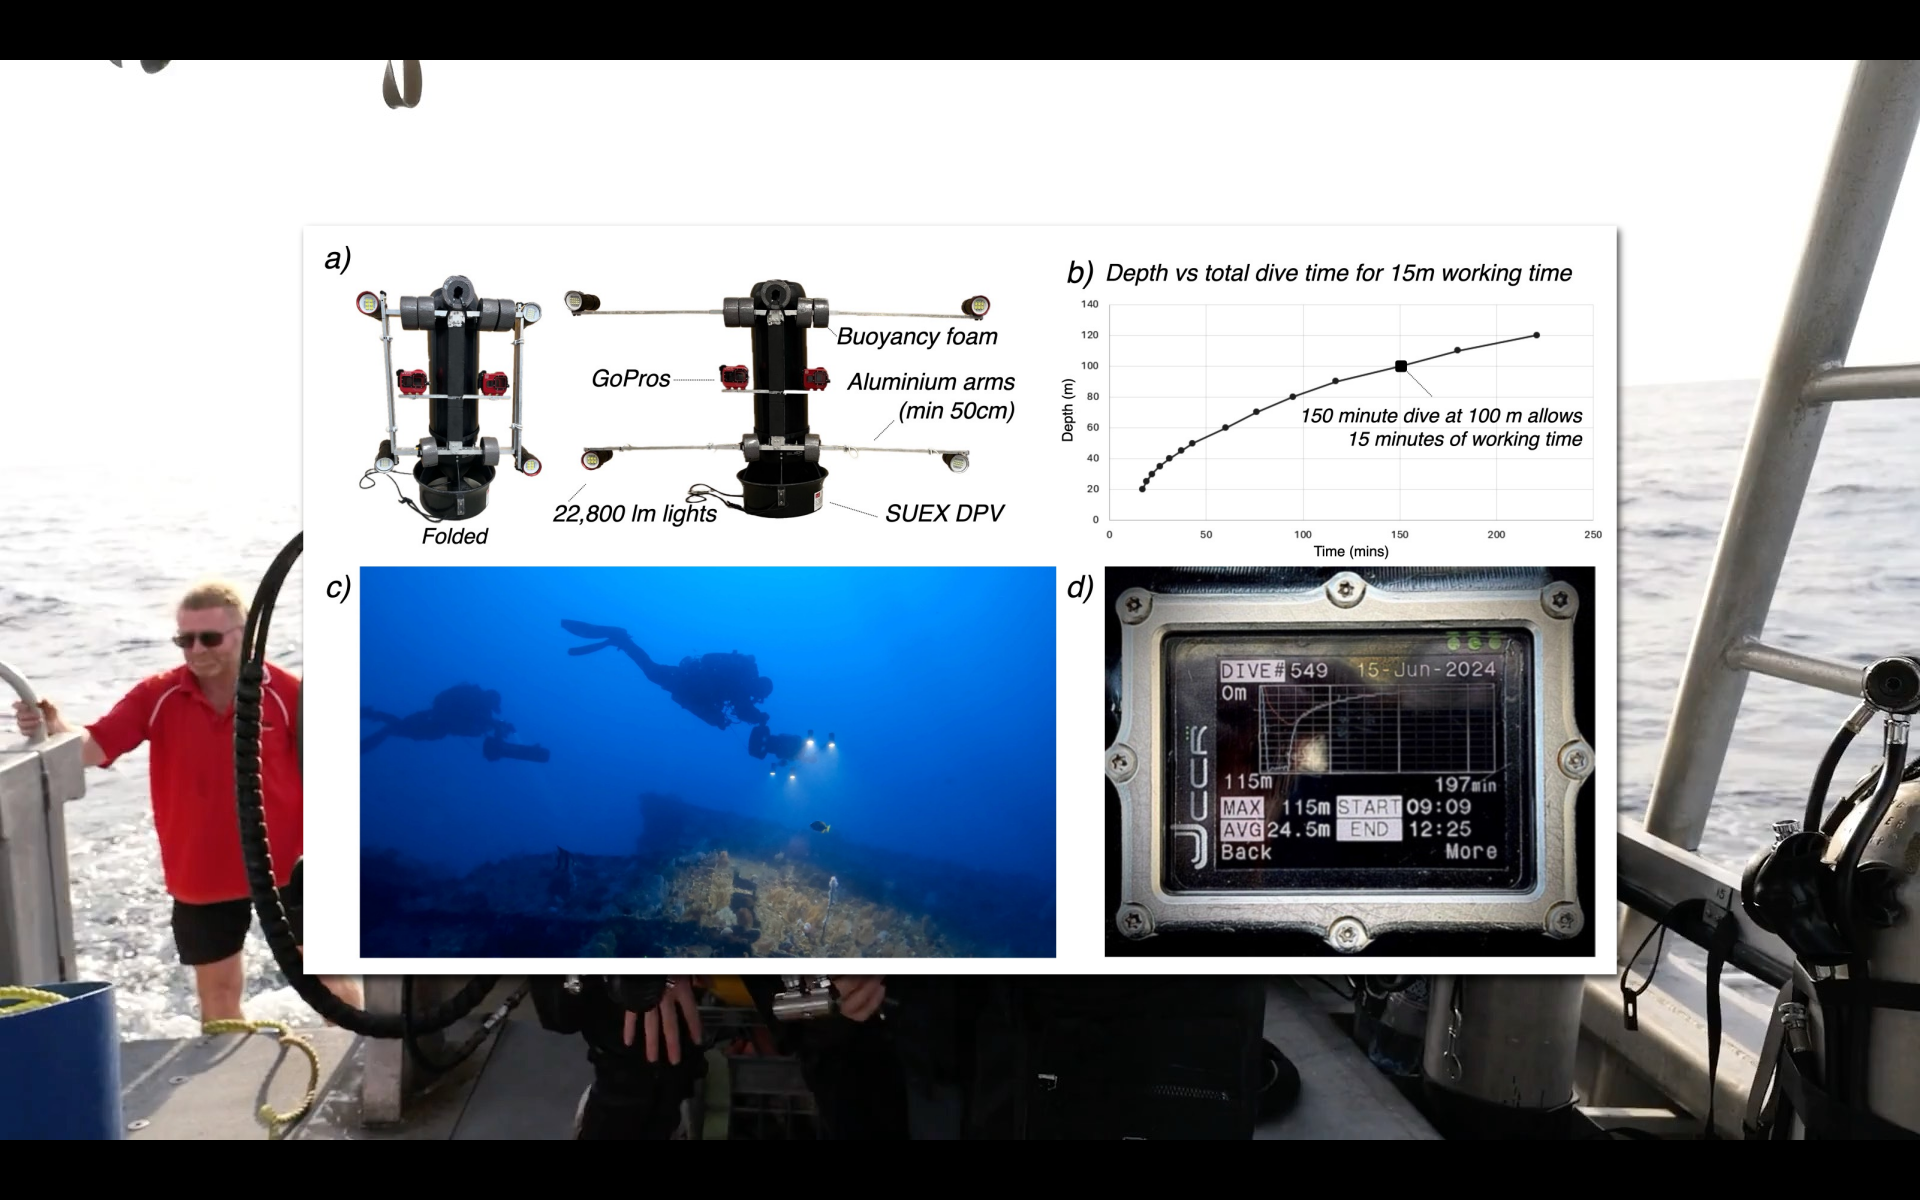 a)
Buoyancy foam
GoPros
Aluminium arms
(min 50cm)
22,800 lm lights
SUEX DPV
Folded
b) Depth vs total dive time for 15m working time
140
120
100
80
60
40
20
0
Depth (m)
150 minute dive at 100 m allows
15 minutes of working time
0 50 100 150 200 250
Time (mins)
c)
d)
DIVE# 549 15-Jun-2024
0m
115m 197min
MAX 115m START 09:09
AVG 24.5m END 12:25
Back More
JJ CCR